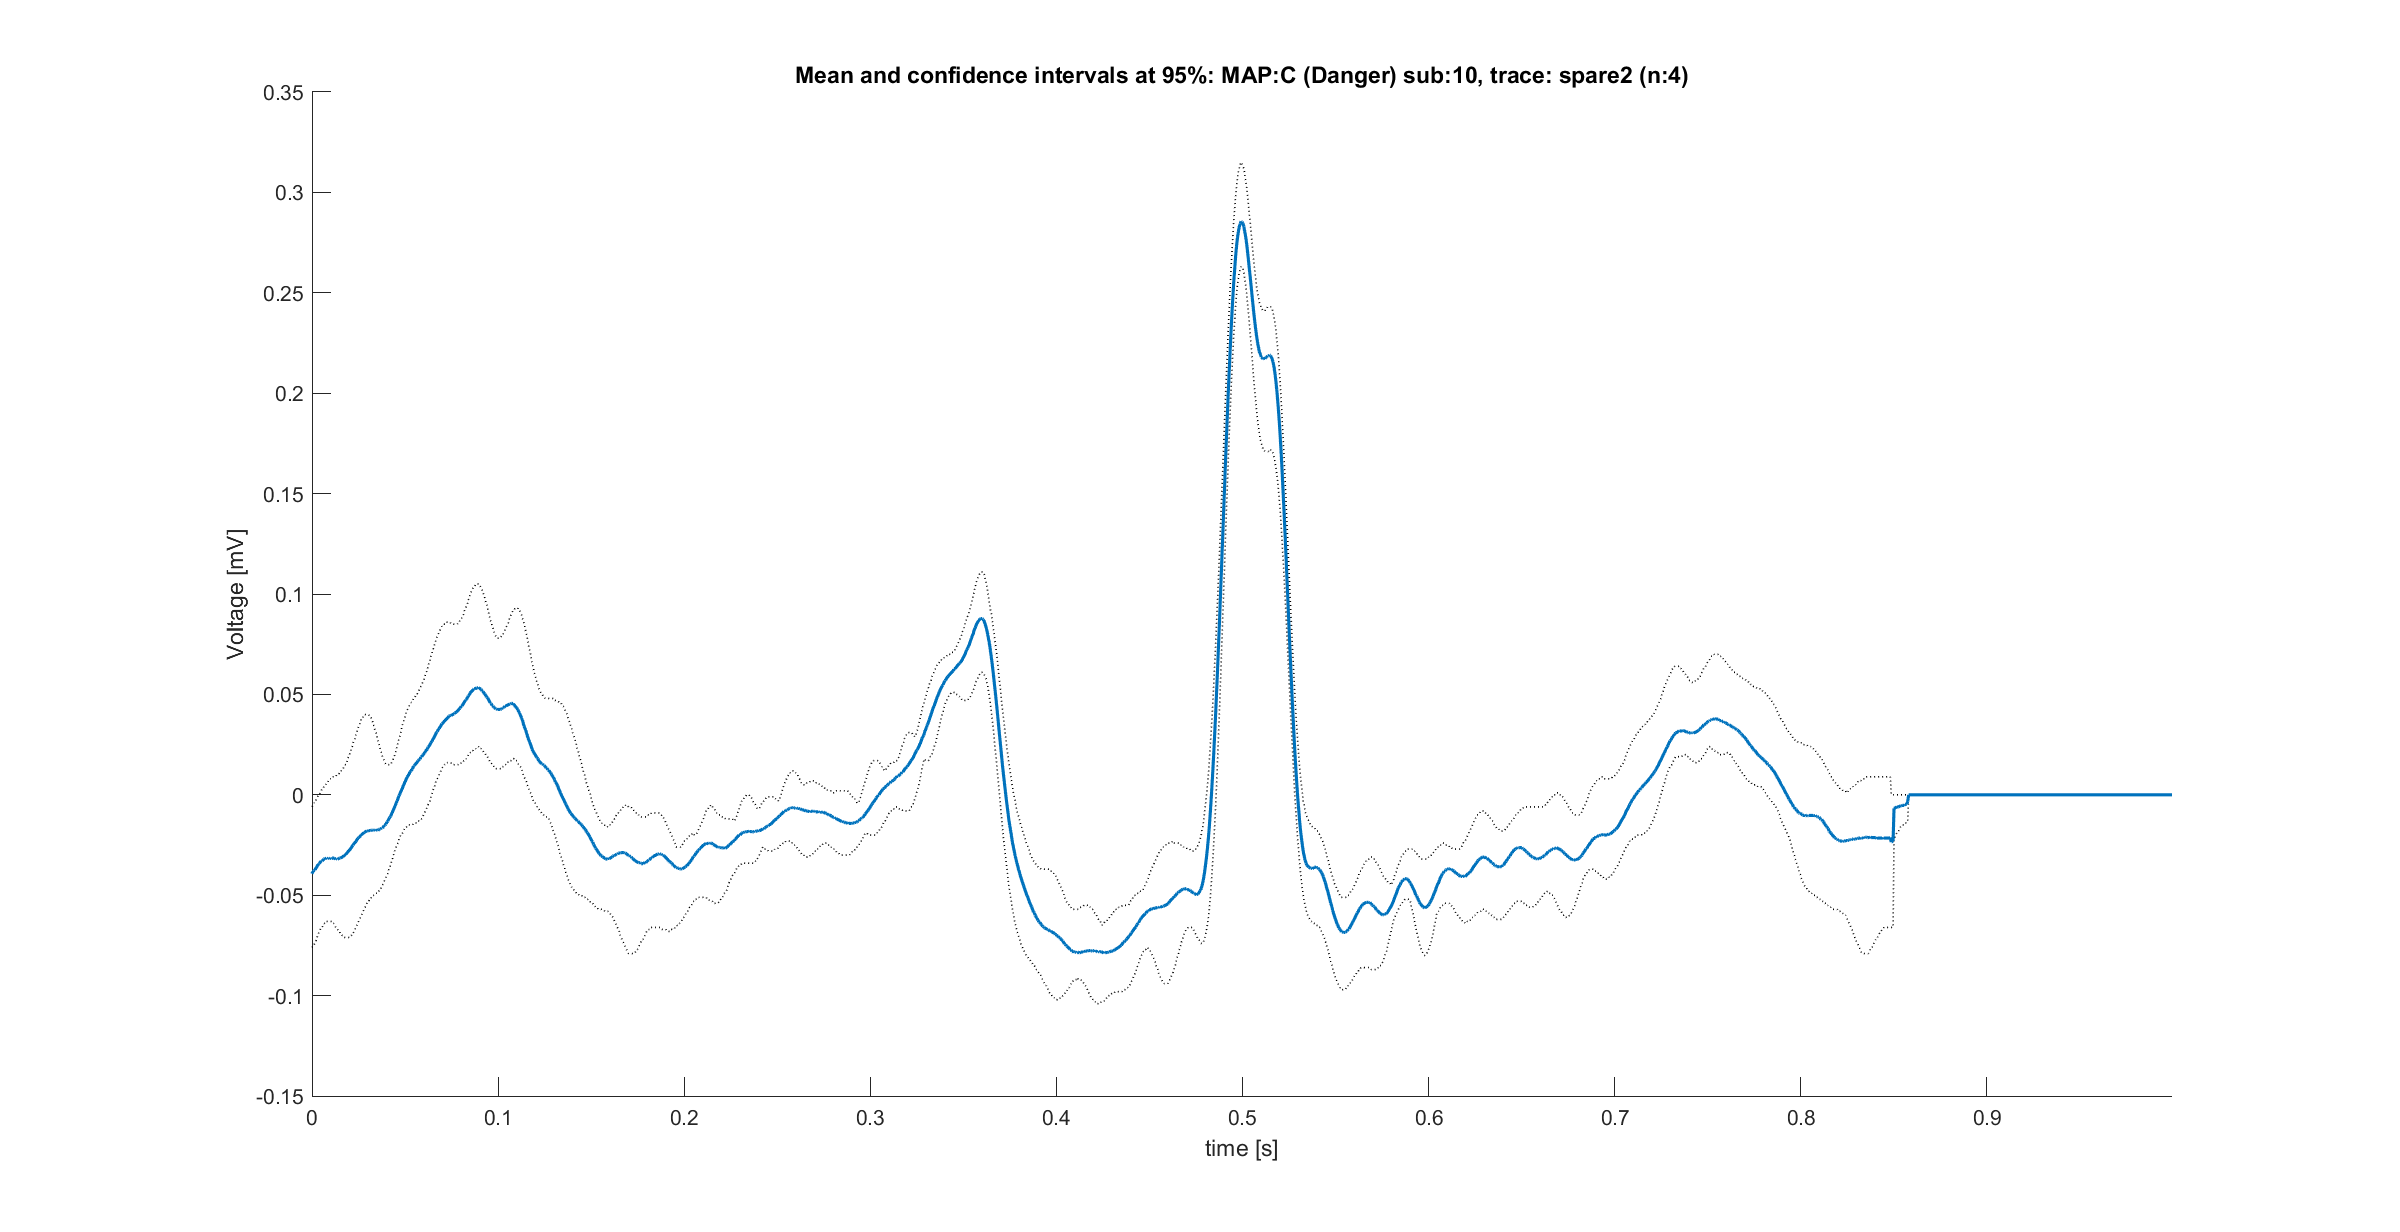 Mean and confidence intervals at 95%: MAP:C (Danger) sub:10, trace: spare2 (n:4)
0.35
0.3
0.25
0.2
0.15
0.1
0.05
0
-0.05
-0.1
-0.15
Voltage [mV]
0 0.1 0.2 0.3 0.4 0.5 0.6 0.7 0.8 0.9
time [s]